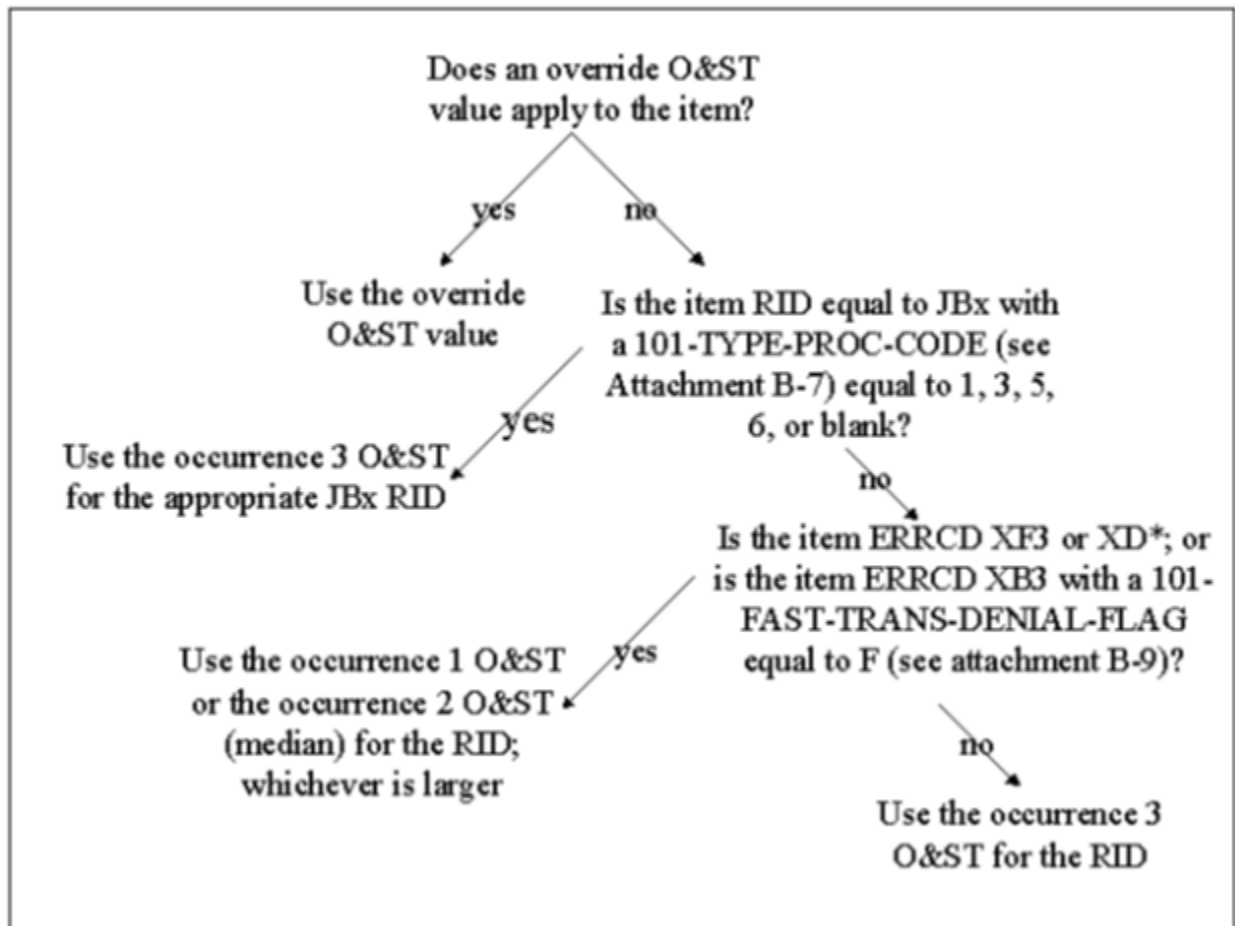 Does an override O&ST
value apply to the item?
yes
no
Use the override
O&ST value
Is the item RID equal to JBx with
a 101-TYPE-PROC-CODE (see
Attachment B-7) equal to 1, 3, 5,
6, or blank?
yes
Use the occurrence 3 O&ST
for the appropriate JBx RID
no
Is the item ERRCD XF3 or XD*; or
is the item ERRCD XB3 with a 101-
FAST-TRANS-DENIAL-FLAG
equal to F (see attachment B-9)?
yes
Use the occurrence 1 O&ST
or the occurrence 2 O&ST
(median) for the RID;
whichever is larger
no
Use the occurrence 3
O&ST for the RID